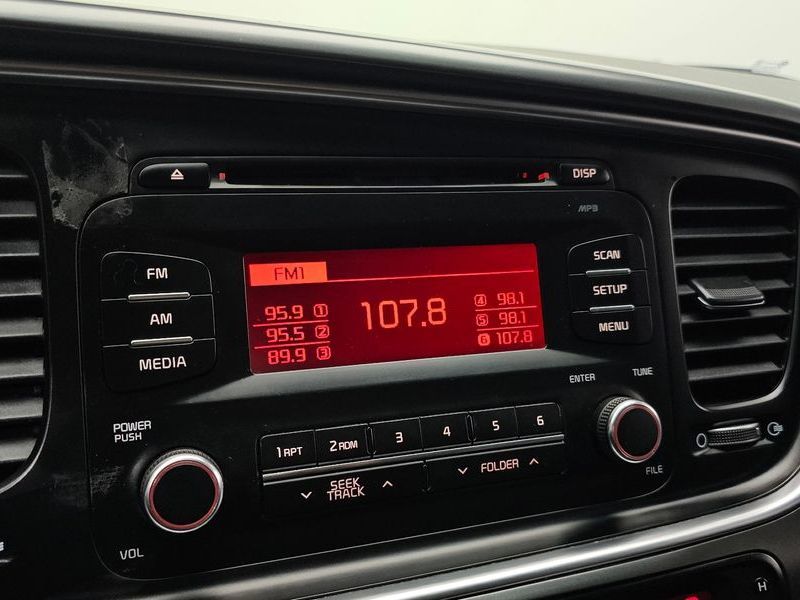 DISP
MP3
FM
AM
MEDIA
FM1
95.9 1
95.5 2
89.9 3
107.8
4 98.1
5 98.1
6 107.8
SCAN
SETUP
MENU
ENTER
TUNE
FILE
POWER
PUSH
VOL
1 RPT
2 RDM
3
4
5
6
SEEK
TRACK
FOLDER
H